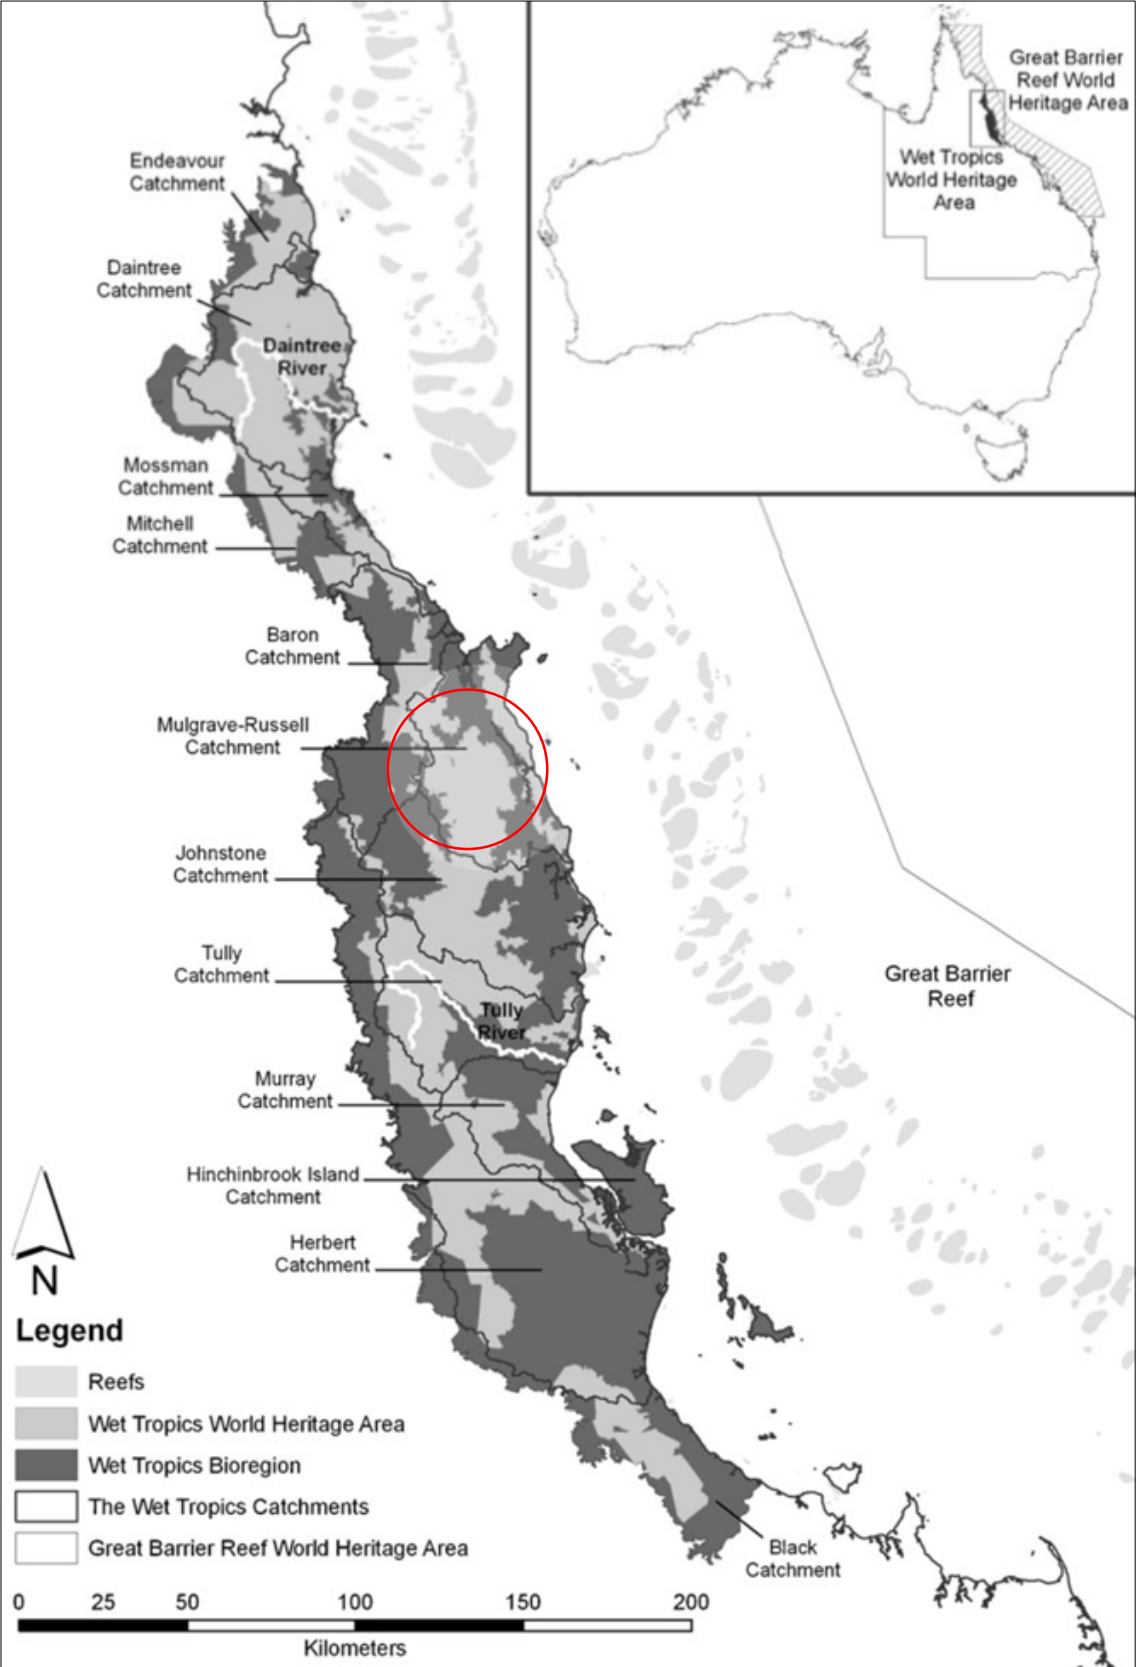 Great Barrier
Reef World
Heritage Area
Wet Tropics
World Heritage
Area
Endeavour
Catchment
Daintree
Catchment
Daintree
River
Mossman
Catchment
Mitchell
Catchment
Baron
Catchment
Mulgrave-Russell
Catchment
Johnstone
Catchment
Tully
Catchment
Great Barrier
Reef
Tully
River
Murray
Catchment
Hinchinbrook Island
Catchment
Herbert
Catchment
N
Legend
Reefs
Wet Tropics World Heritage Area
Wet Tropics Bioregion
The Wet Tropics Catchments
Great Barrier Reef World Heritage Area
Black
Catchment
0 25 50 100 150 200
Kilometers